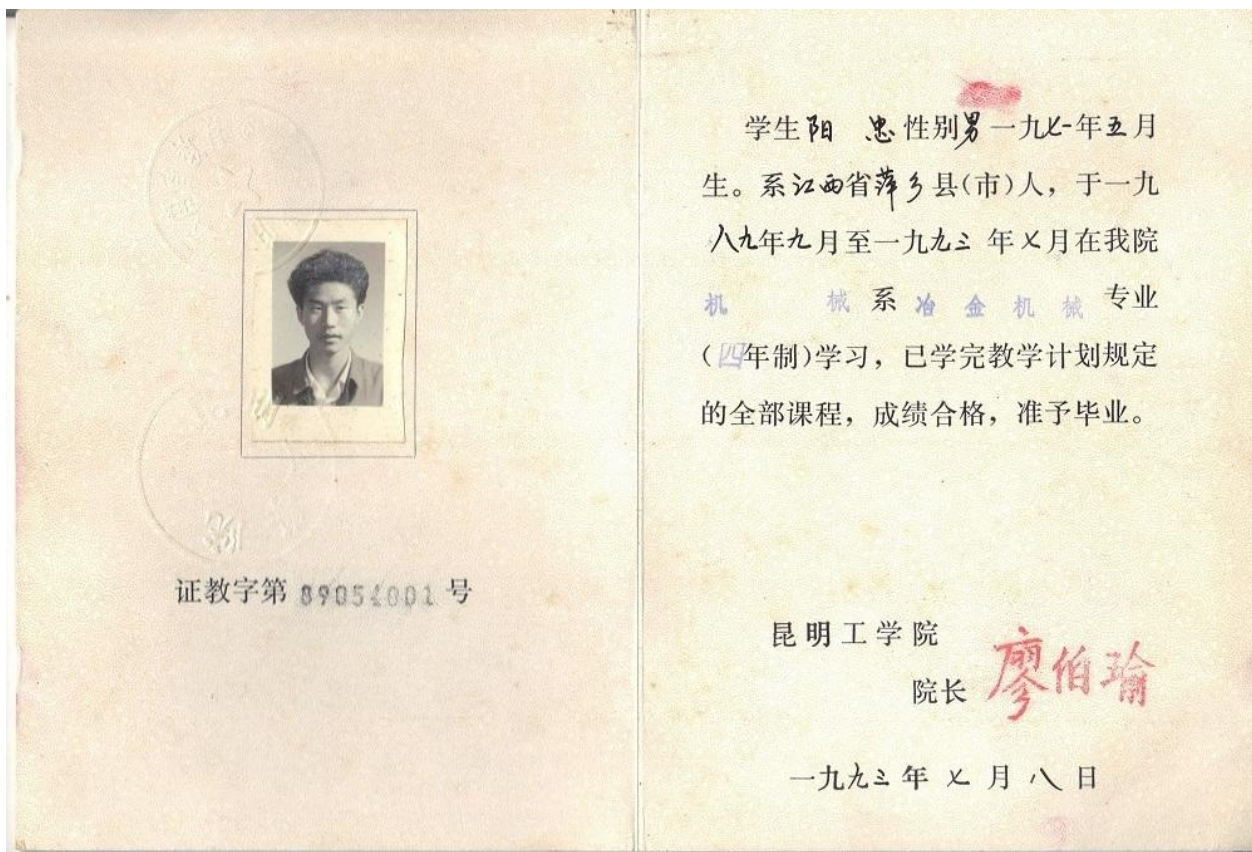 证教字第 89054001 号
学生阳 忠性别男一九七一年五月
生。系江西省萍乡县(市)人，于一九
八九年九月至一九九三年七月在我院
机 械系 冶金机械 专业
(四年制)学习，已学完教学计划规定
的全部课程，成绩合格，准予毕业。
昆明工学院
院长 廖伯瑜
一九九三年七月八日